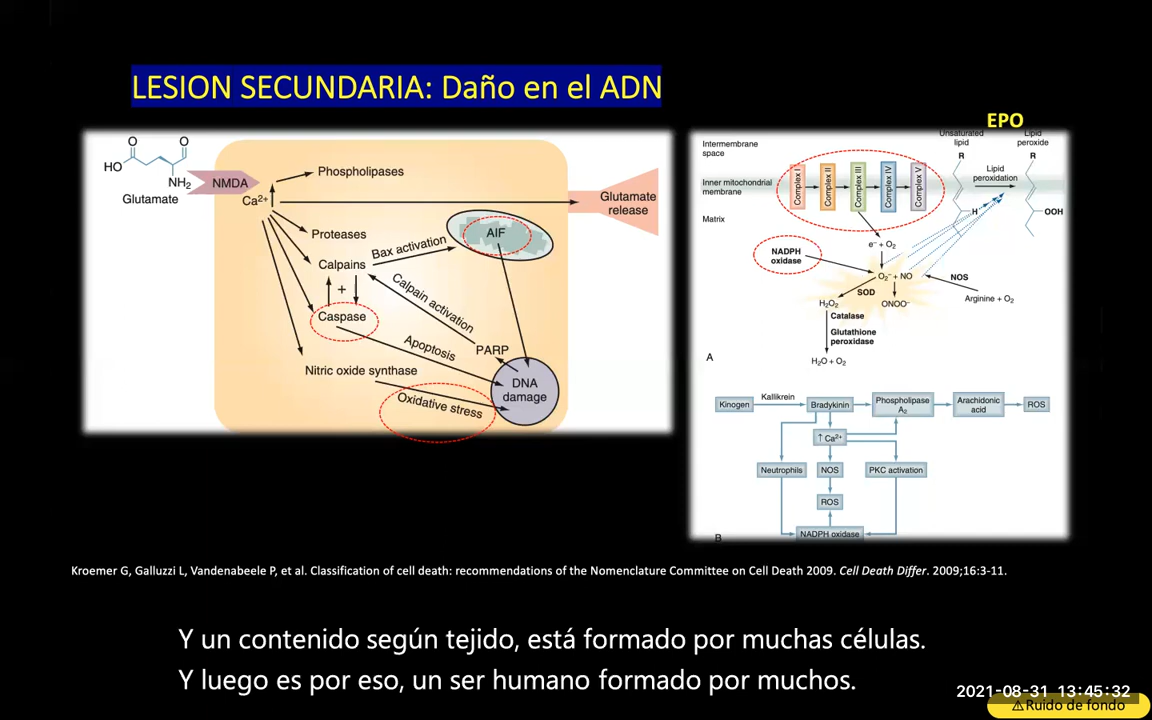 LESION SECUNDARIA: Daño en el ADN
O
O
HO
NH₂
Glutamate
NMDA
Ca²⁺
Phospholipases
Glutamate
release
Proteases
Bax activation
AIF
Calpains
+
Calpain activation
Caspase
Apoptosis
PARP
Nitric oxide synthase
DNA
damage
Oxidative stress
EPO
Intermembrane
space
Unsaturated
lipid
Lipid
peroxide
R
R
Complex I
Complex II
Complex III
Complex IV
Complex V
Lipid
peroxidation
Inner mitochondrial
membrane
Matrix
H
OOH
NADPH
oxidase
e⁻ + O₂
O₂⁻ + NO
NOS
SOD
Arginine + O₂
H₂O₂
ONOO⁻
Catalase
Glutathione
peroxidase
A
H₂O + O₂
Kinogen
Kallikrein
Bradykinin
Phospholipase
A₂
Arachidonic
acid
ROS
↑ Ca²⁺
Neutrophils
NOS
PKC activation
ROS
NADPH oxidase
B
Kroemer G, Galluzzi L, Vandenabeele P, et al. Classification of cell death: recommendations of the Nomenclature Committee on Cell Death 2009. Cell Death Differ. 2009;16:3-11.
Y un contenido según tejido, está formado por muchas células.
Y luego es por eso, un ser humano formado por muchos.
2021-08-31 13:45:32
⚠Ruido de fondo